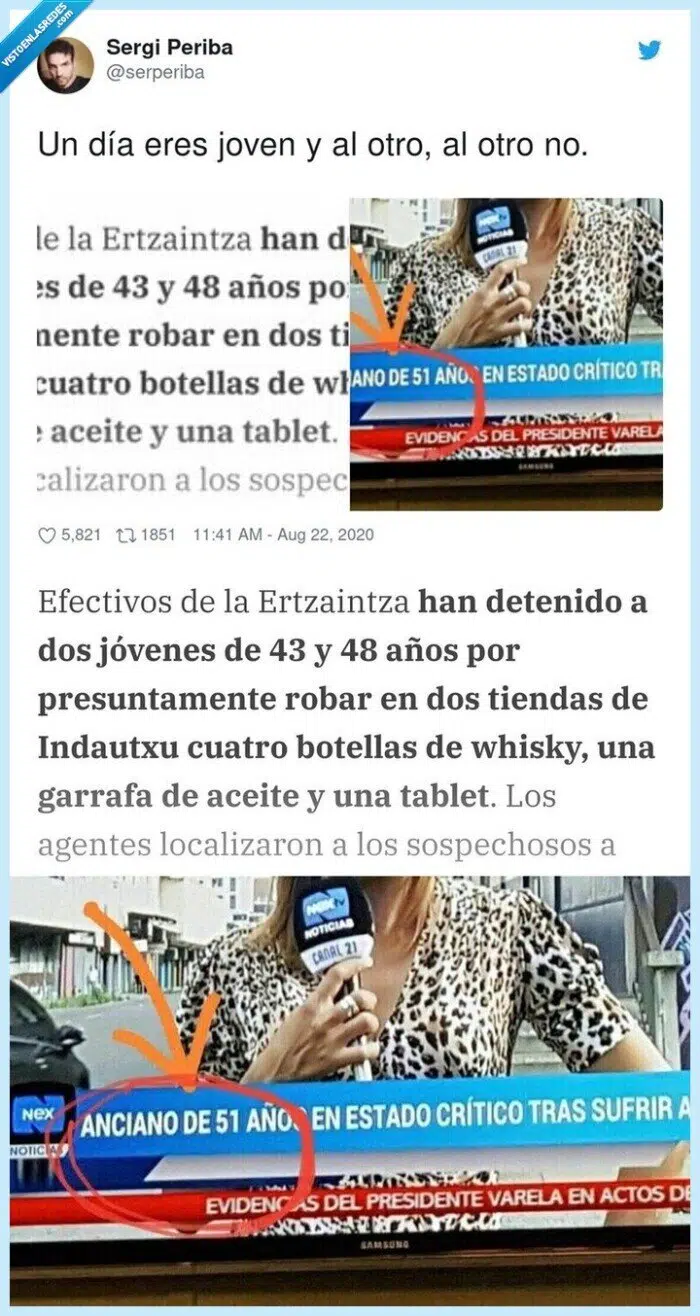 VISTOENLASREDES
.com
Sergi Periba
@serperiba
Un día eres joven y al otro, al otro no.
le la Ertzaintza han d
es de 43 y 48 años po
nente robar en dos ti
cuatro botellas de wh
e aceite y una tablet.
calizaron a los sospec
NEX
NOTICIAS
CANAL 21
ANO DE 51 AÑOS EN ESTADO CRÍTICO TR
EVIDENCIAS DEL PRESIDENTE VARELA
SAMSUNG
5,821 1851 11:41 AM - Aug 22, 2020
Efectivos de la Ertzaintza han detenido a
dos jóvenes de 43 y 48 años por
presuntamente robar en dos tiendas de
Indautxu cuatro botellas de whisky, una
garrafa de aceite y una tablet. Los
agentes localizaron a los sospechosos a
NEX tv
NOTICIAS
CANAL 21
Nex
NOTICIAS
ANCIANO DE 51 AÑOS EN ESTADO CRÍTICO TRAS SUFRIR A
EVIDENCIAS DEL PRESIDENTE VARELA EN ACTOS DE
SAMSUNG